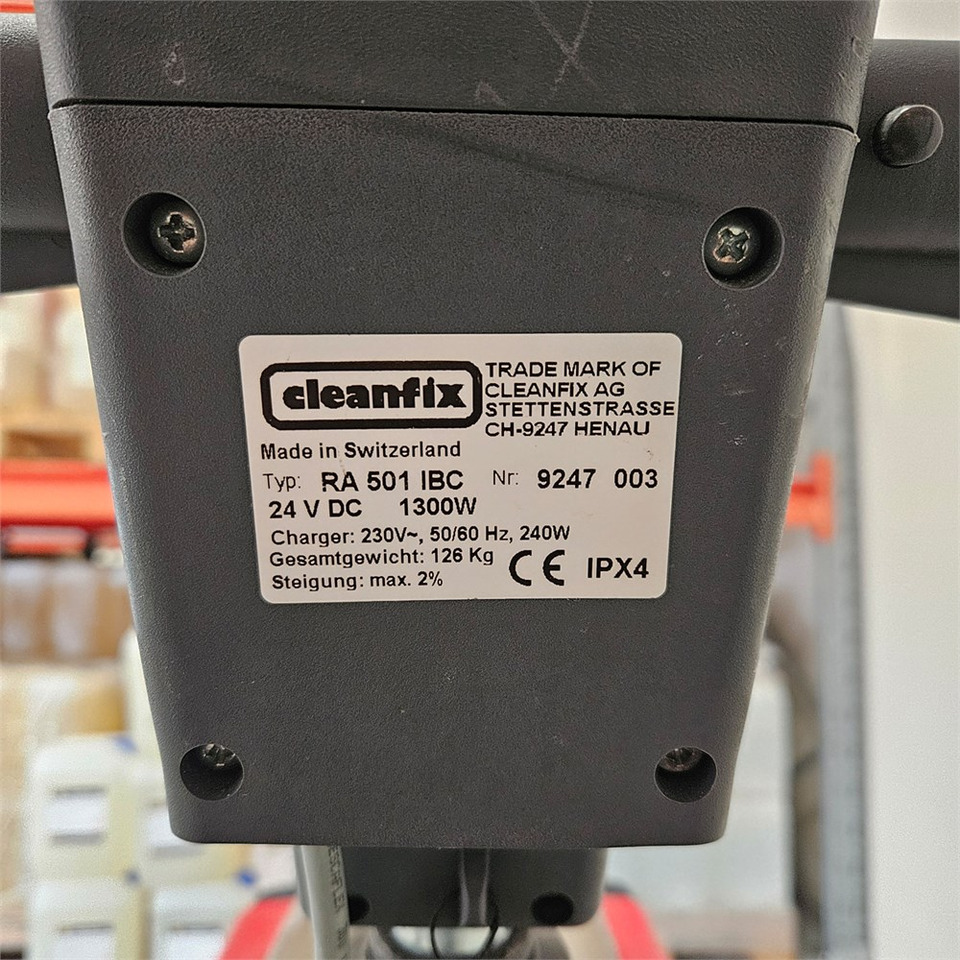 cleanfix
TRADE MARK OF
CLEANFIX AG
STETTENSTRASSE
CH-9247 HENAU
Made in Switzerland
Typ: RA 501 IBC Nr: 9247 003
24 V DC 1300W
Charger: 230V~, 50/60 Hz, 240W
Gesamtgewicht: 126 Kg
Steigung: max. 2%
CE IPX4